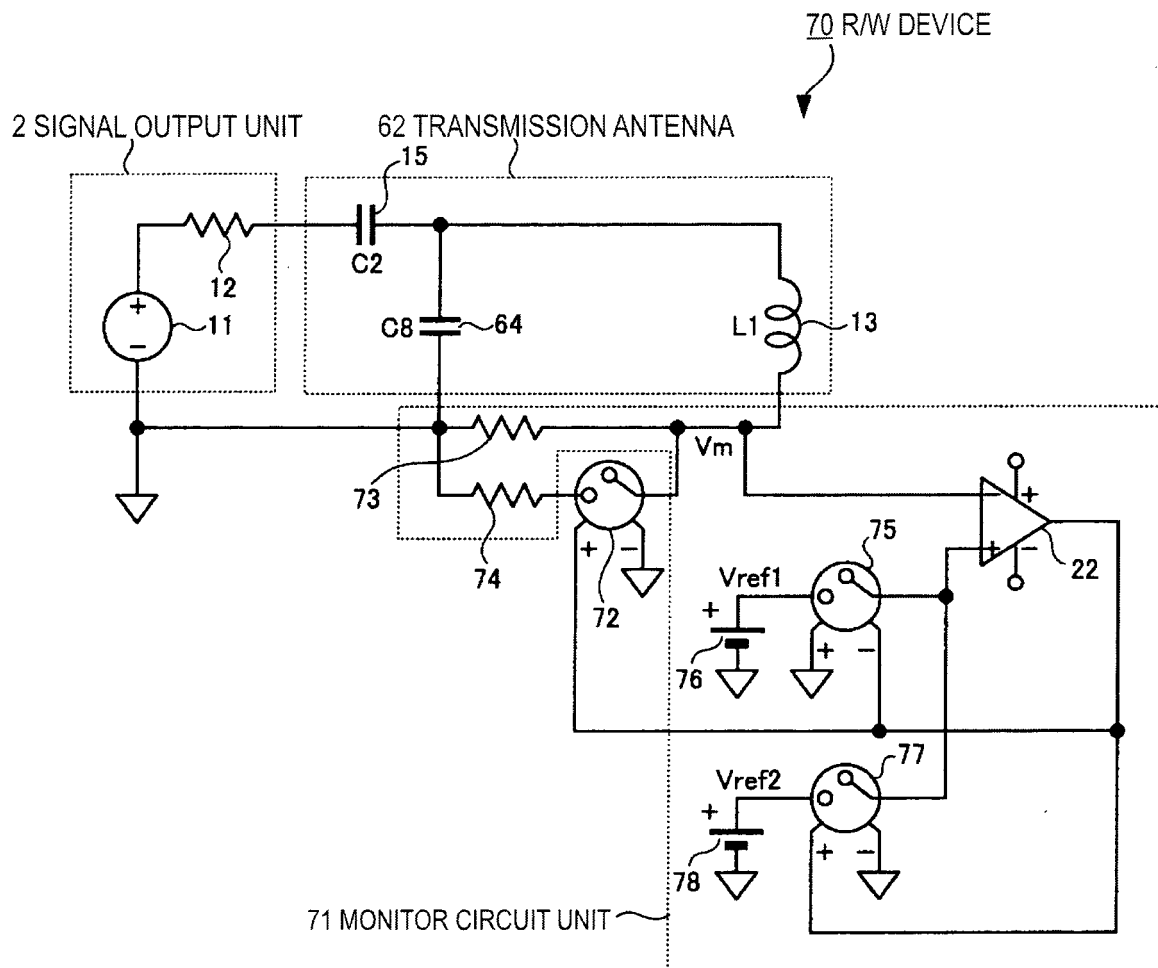 70 R/W DEVICE
2 SIGNAL OUTPUT UNIT
62 TRANSMISSION ANTENNA
15
12
C2
+
−
11
C8
64
L1
13
73
Vm
74
+
−
72
75
−
+
+
−
22
Vref1
+
76
+
−
77
Vref2
+
78
+
−
71 MONITOR CIRCUIT UNIT